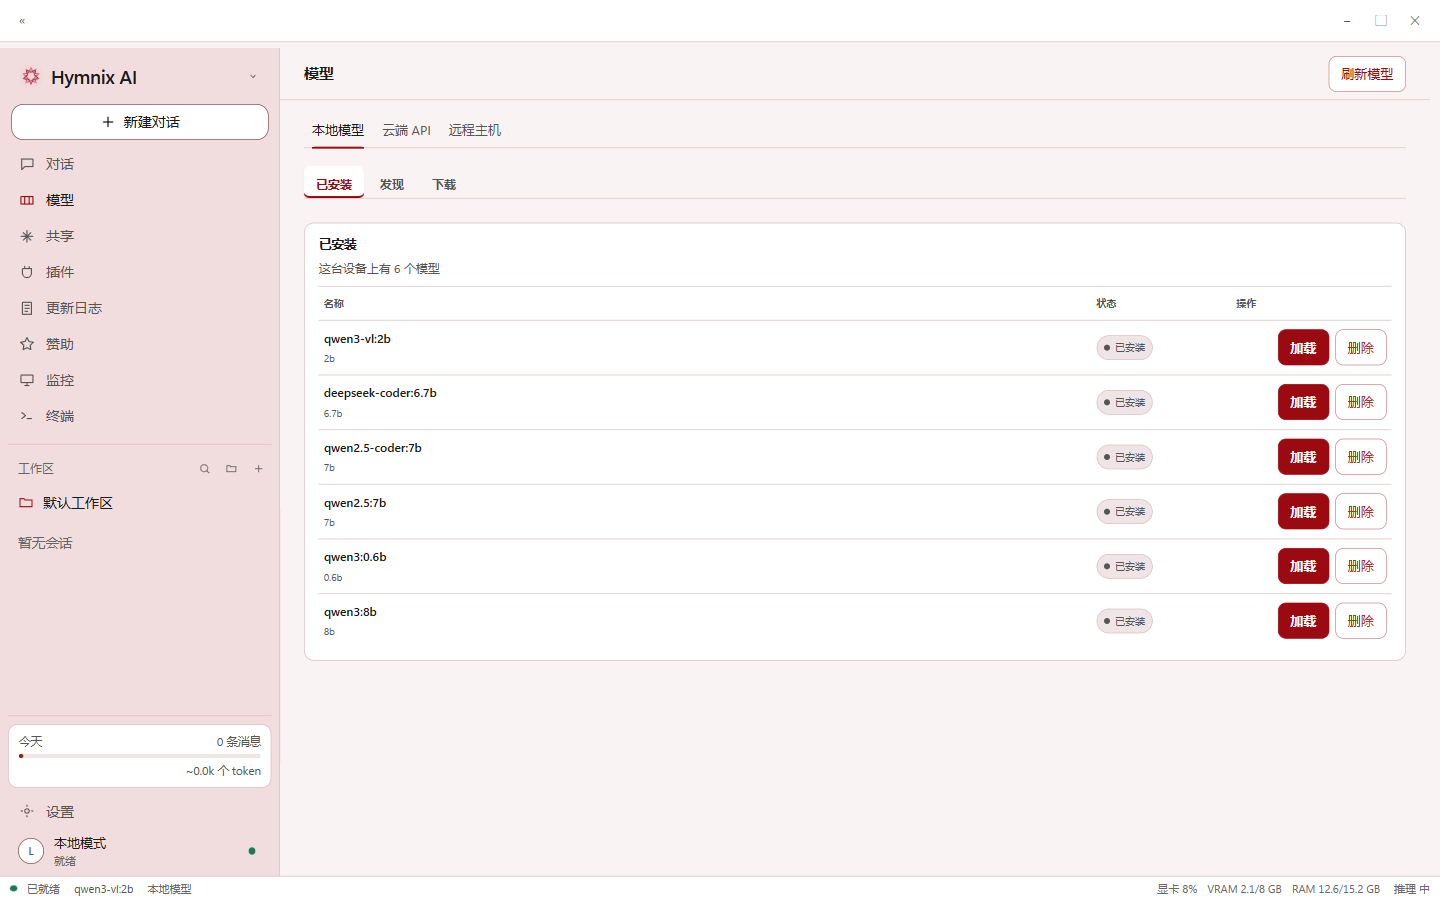 «
Hymnix AI
新建对话
对话
模型
共享
插件
更新日志
赞助
监控
终端
工作区
默认工作区
暂无会话
今天 0 条消息
~0.0k 个 token
设置
L
本地模式
就绪
模型
刷新模型
本地模型 云端 API 远程主机
已安装 发现 下载
已安装
这台设备上有 6 个模型
名称 状态 操作
qwen3-vl:2b
2b
已安装 加载 删除
deepseek-coder:6.7b
6.7b
已安装 加载 删除
qwen2.5-coder:7b
7b
已安装 加载 删除
qwen2.5:7b
7b
已安装 加载 删除
qwen3:0.6b
0.6b
已安装 加载 删除
qwen3:8b
8b
已安装 加载 删除
已就绪 qwen3-vl:2b 本地模型 显卡 8% VRAM 2.1/8 GB RAM 12.6/15.2 GB 推理 中